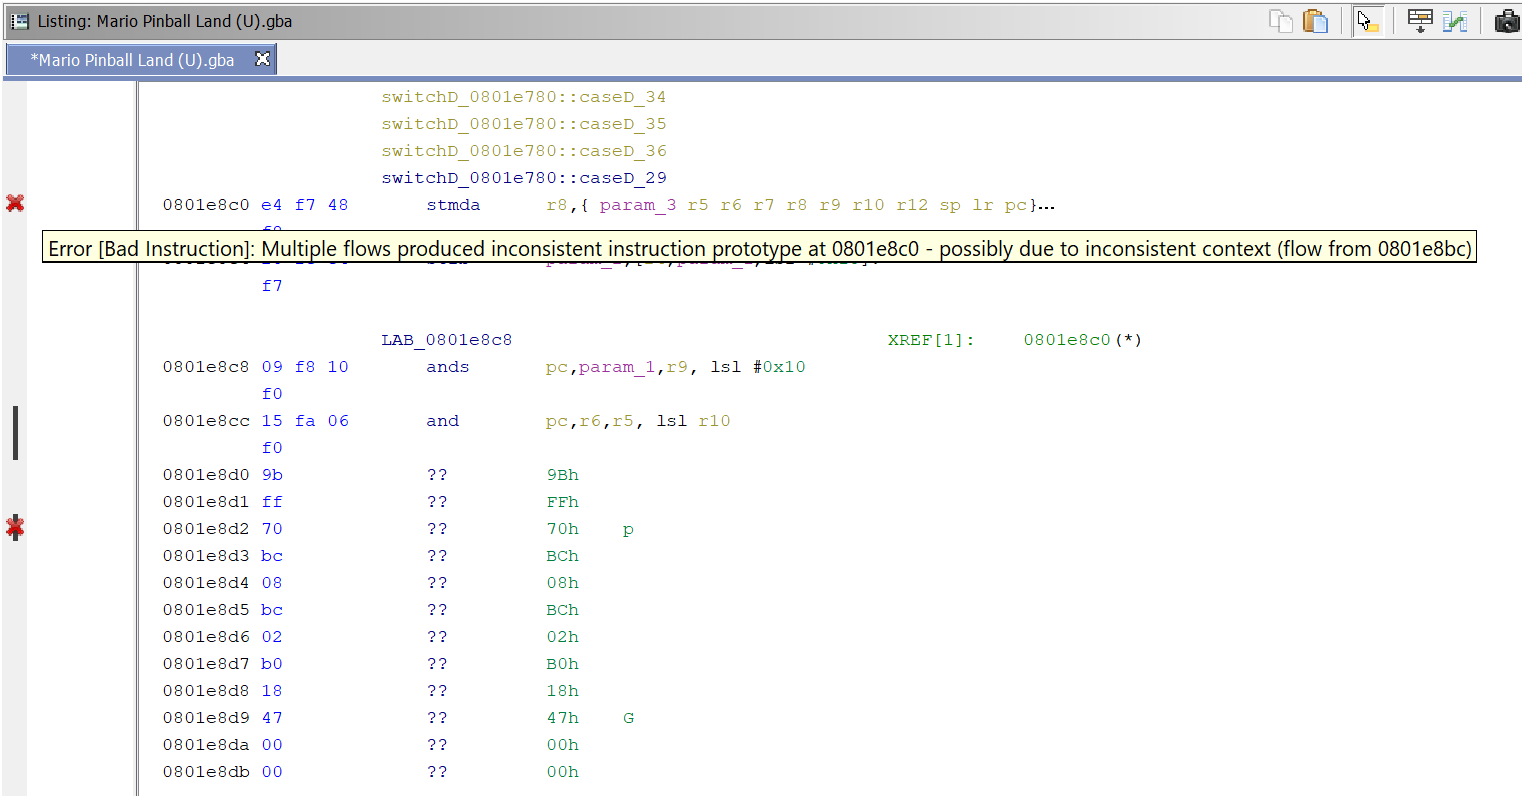 Listing: Mario Pinball Land (U).gba
*Mario Pinball Land (U).gba
switchD_0801e780::caseD_34
switchD_0801e780::caseD_35
switchD_0801e780::caseD_36
switchD_0801e780::caseD_29
0801e8c0 e4 f7 48 stmda r8,{ param_3 r5 r6 r7 r8 r9 r10 r12 sp lr pc}...
Error [Bad Instruction]: Multiple flows produced inconsistent instruction prototype at 0801e8c0 - possibly due to inconsistent context (flow from 0801e8bc)
f7
LAB_0801e8c8 XREF[1]: 0801e8c0(*)
0801e8c8 09 f8 10 ands pc,param_1,r9, lsl #0x10
f0
0801e8cc 15 fa 06 and pc,r6,r5, lsl r10
f0
0801e8d0 9b ?? 9Bh
0801e8d1 ff ?? FFh
0801e8d2 70 ?? 70h p
0801e8d3 bc ?? BCh
0801e8d4 08 ?? 08h
0801e8d5 bc ?? BCh
0801e8d6 02 ?? 02h
0801e8d7 b0 ?? B0h
0801e8d8 18 ?? 18h
0801e8d9 47 ?? 47h G
0801e8da 00 ?? 00h
0801e8db 00 ?? 00h